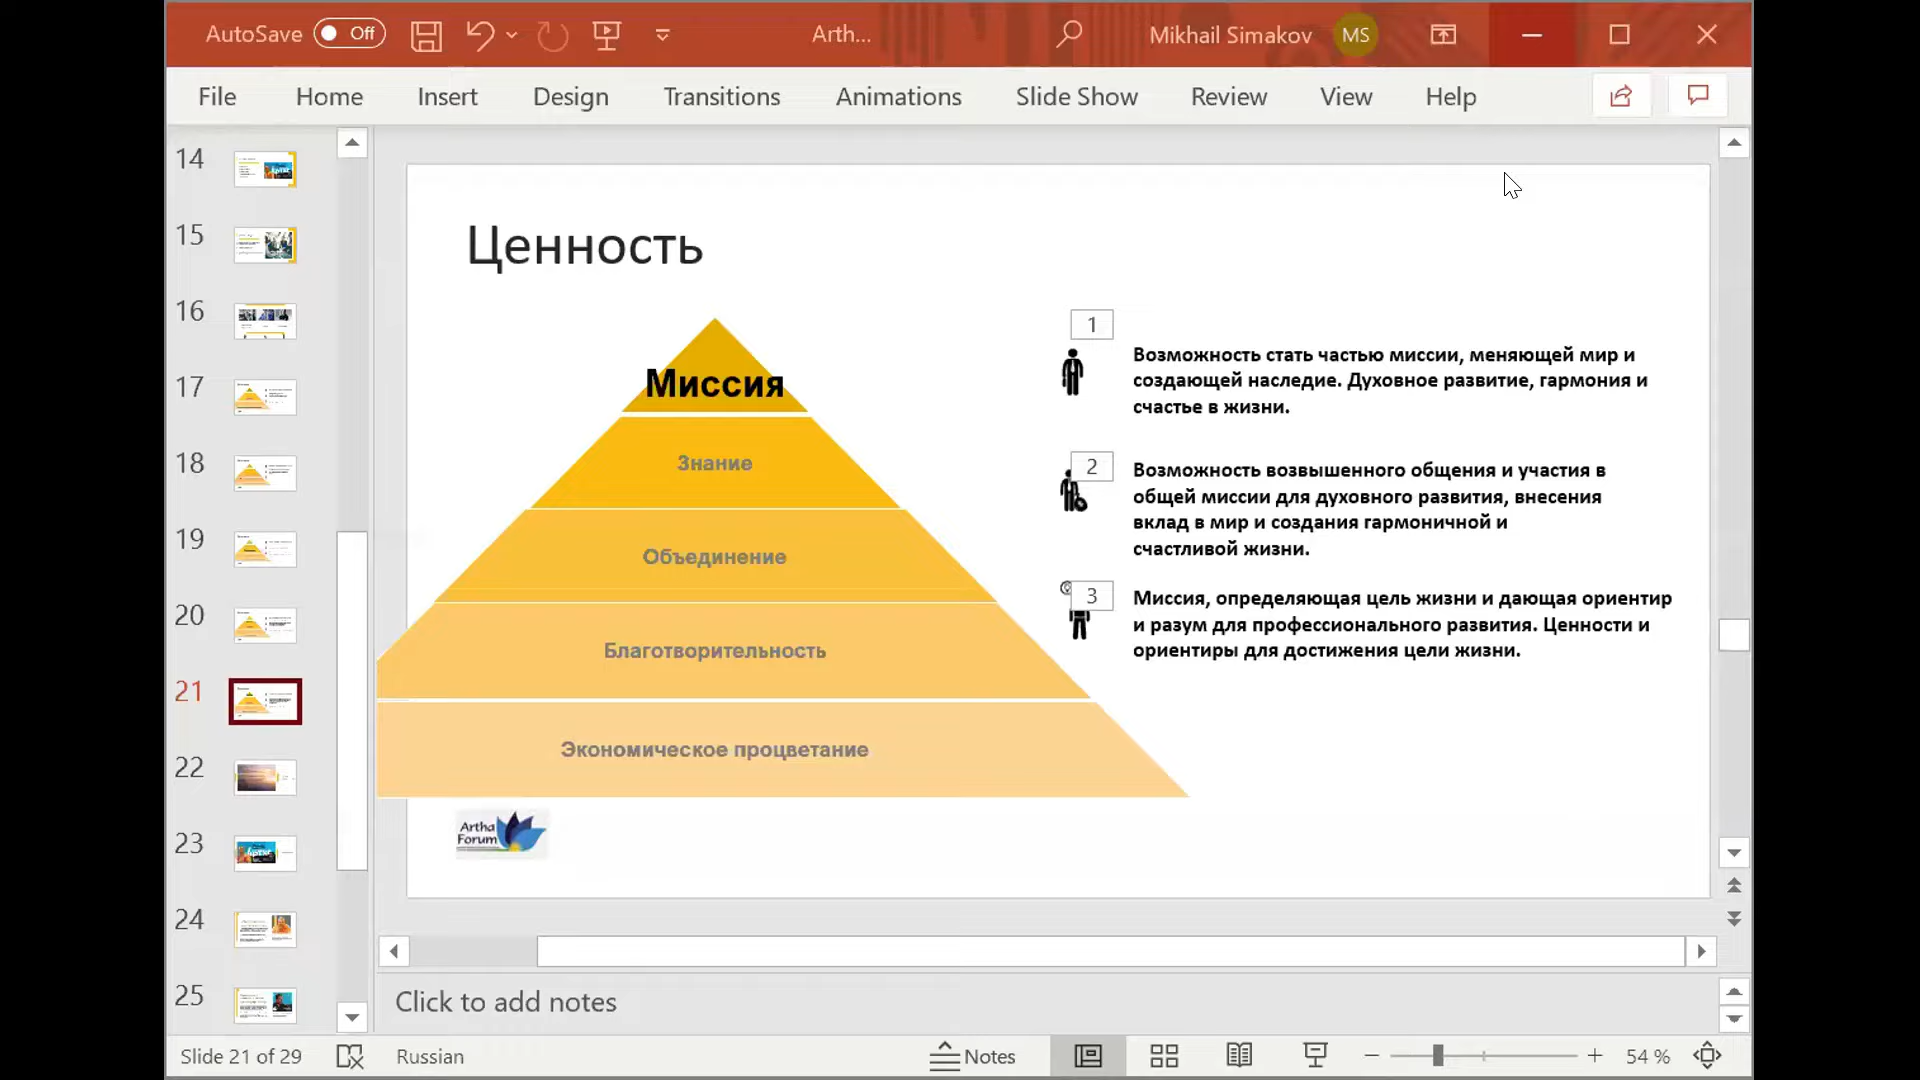 AutoSave Off Arth... Mikhail Simakov MS
File Home Insert Design Transitions Animations Slide Show Review View Help
14
15
16
17
18
19
20
21
22
23
24
25
Ценность
Миссия
Знание
Объединение
Благотворительность
Экономическое процветание
1
Возможность стать частью миссии, меняющей мир и
создающей наследие. Духовное развитие, гармония и
счастье в жизни.
2
Возможность возвышенного общения и участия в
общей миссии для духовного развития, внесения
вклад в мир и создания гармоничной и
счастливой жизни.
3
Миссия, определяющая цель жизни и дающая ориентир
и разум для профессионального развития. Ценности и
ориентиры для достижения цели жизни.
Artha
Forum
Click to add notes
Slide 21 of 29 Russian Notes 54 %